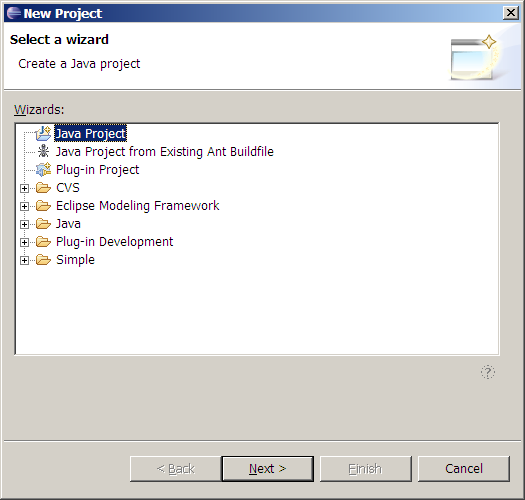 New Project
Select a wizard
Create a Java project
Wizards:
Java Project
Java Project from Existing Ant Buildfile
Plug-in Project
CVS
Eclipse Modeling Framework
Java
Plug-in Development
Simple
?
< Back Next > Finish Cancel